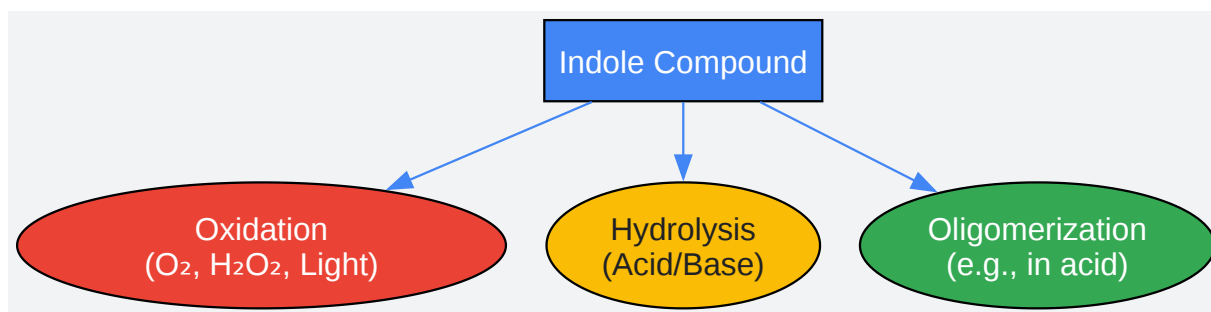 Indole Compound
Oxidation
(O₂, H₂O₂, Light)
Hydrolysis
(Acid/Base)
Oligomerization
(e.g., in acid)